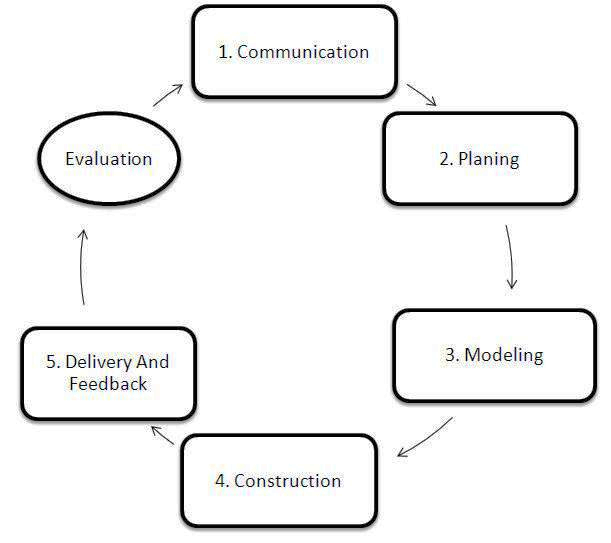 1. Communication
2. Planing
3. Modeling
4. Construction
5. Delivery And
Feedback
Evaluation